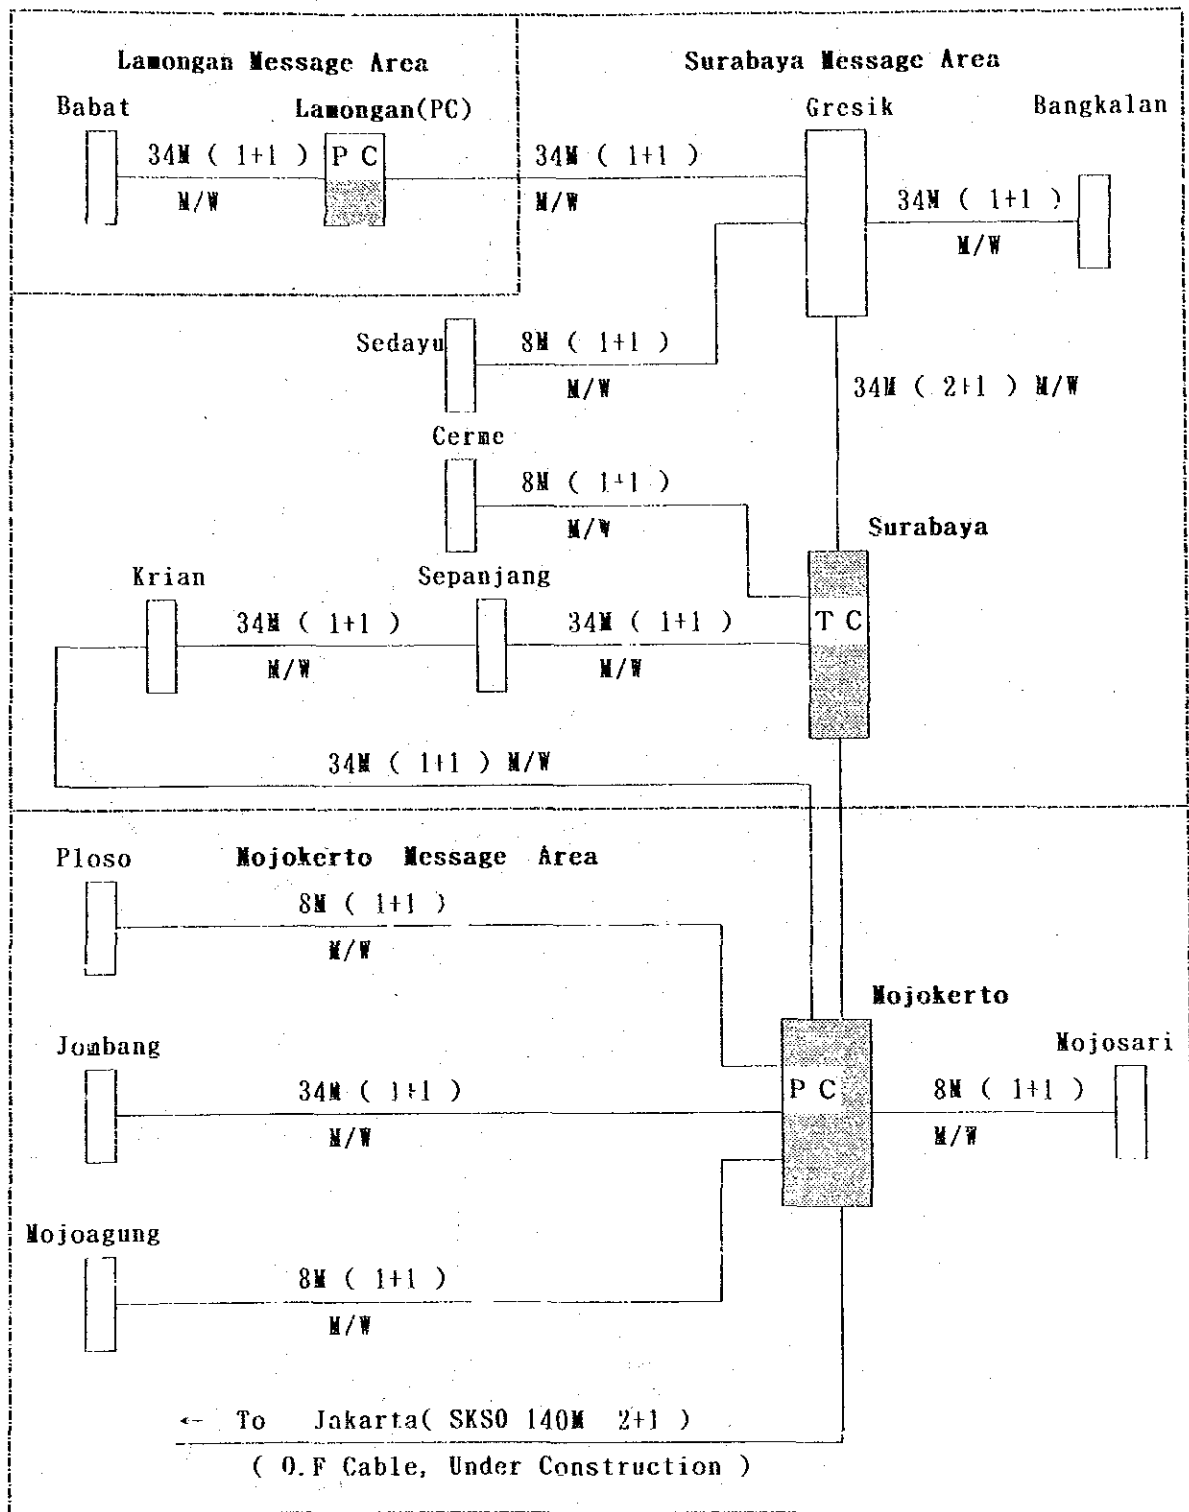 Lamongan Message Area
Surabaya Message Area
Babat
Lamongan(PC)
Gresik
Bangkalan
34M ( 1+1 )
P C
34M ( 1+1 )
M/W
M/W
34M ( 1+1 )
M/W
Sedayu
8M ( 1+1 )
M/W
34M ( 2+1 ) M/W
Cerme
8M ( 1+1 )
M/W
Surabaya
Krian
Sepanjang
34M ( 1+1 )
34M ( 1+1 )
T C
M/W
M/W
34M ( 1+1 ) M/W
Ploso
Mojokerto Message Area
8M ( 1+1 )
M/W
Mojokerto
Jombang
Mojosari
34M ( 1+1 )
P C
8M ( 1+1 )
M/W
M/W
Mojoagung
8M ( 1+1 )
M/W
← To Jakarta( SKSO 140M 2+1 )
( O.F Cable, Under Construction )